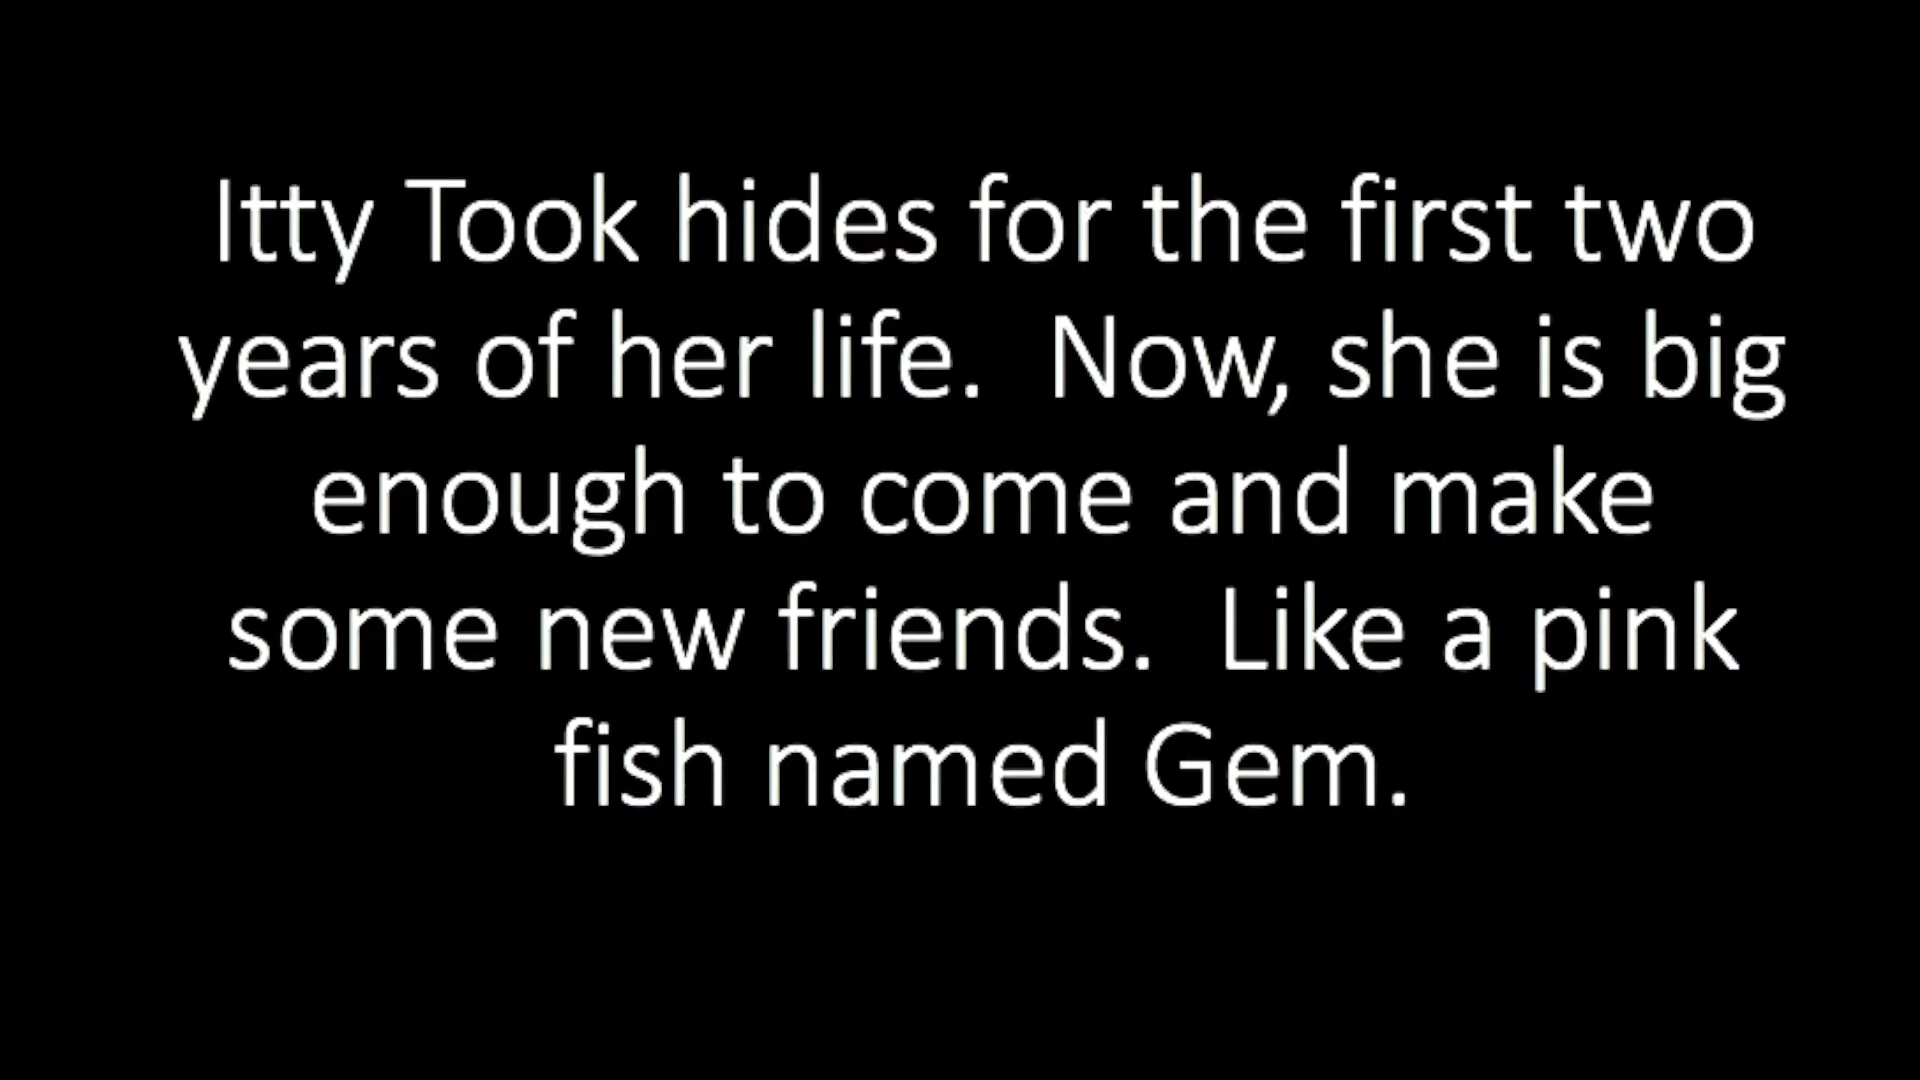 Itty Took hides for the first two
years of her life.  Now, she is big
enough to come and make
some new friends.  Like a pink
fish named Gem.